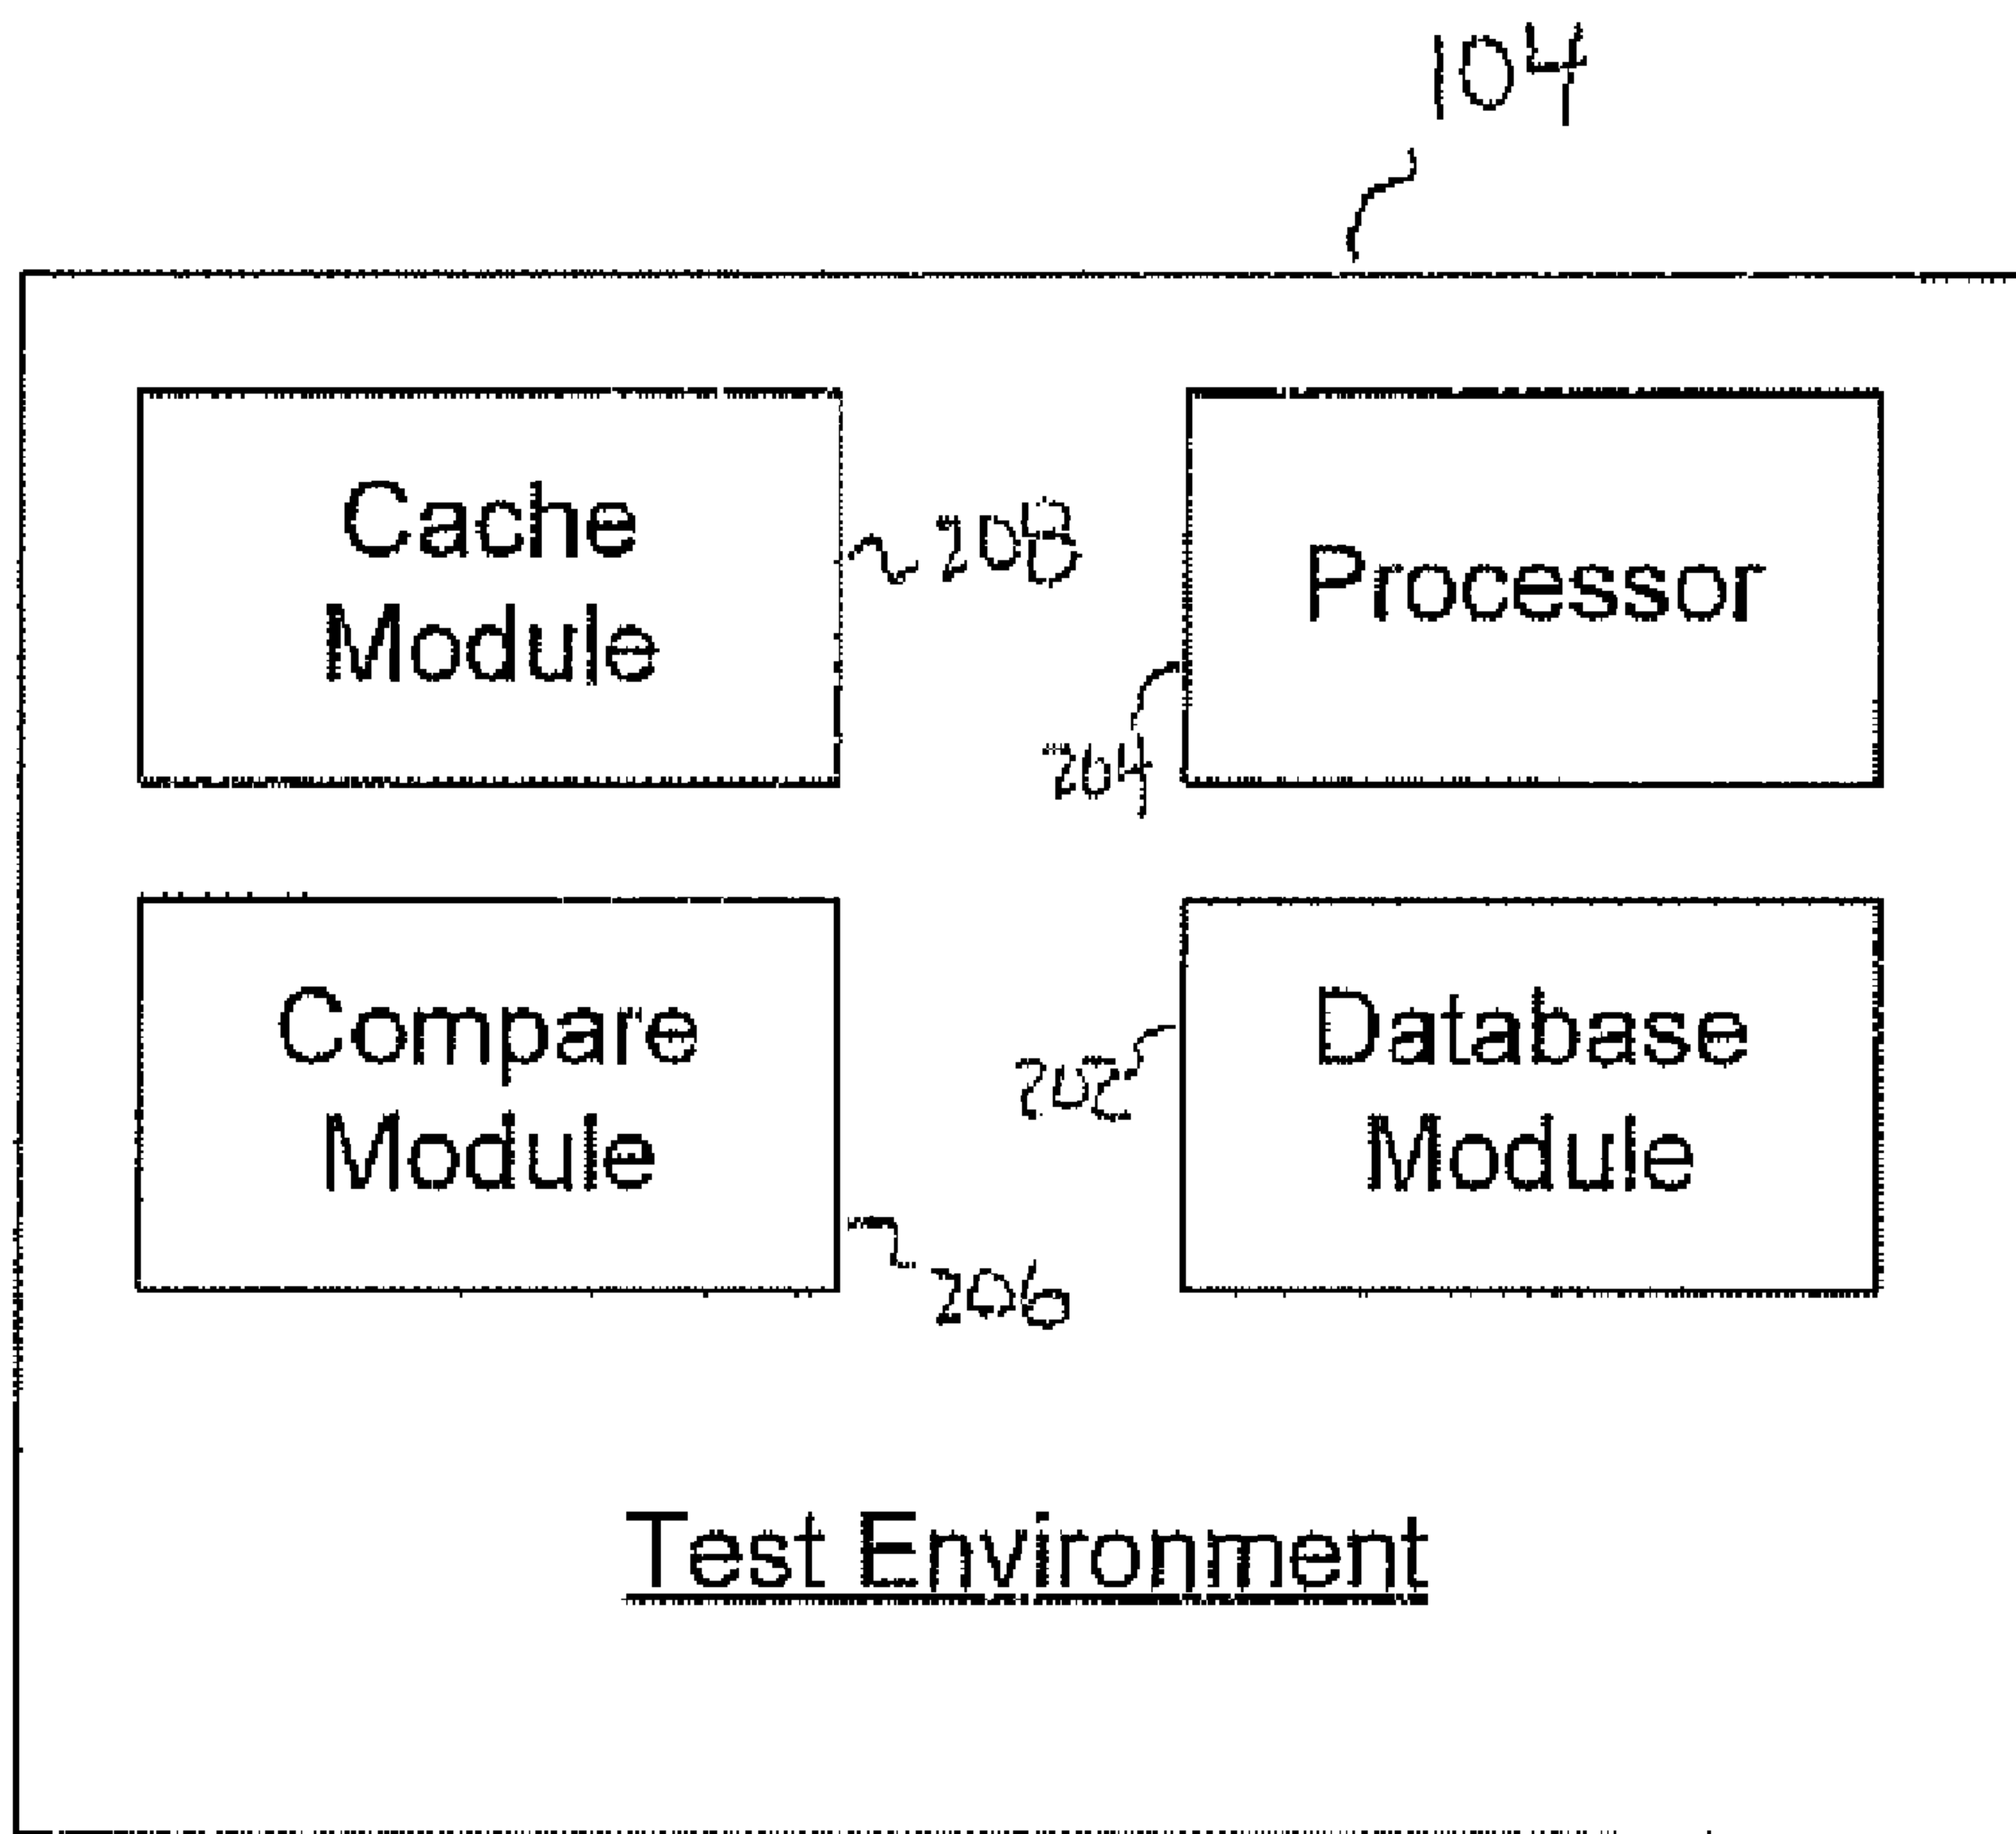 104
Cache
Module
208
Processor
204
Compare
Module
206
Database
Module
202
Test Environment